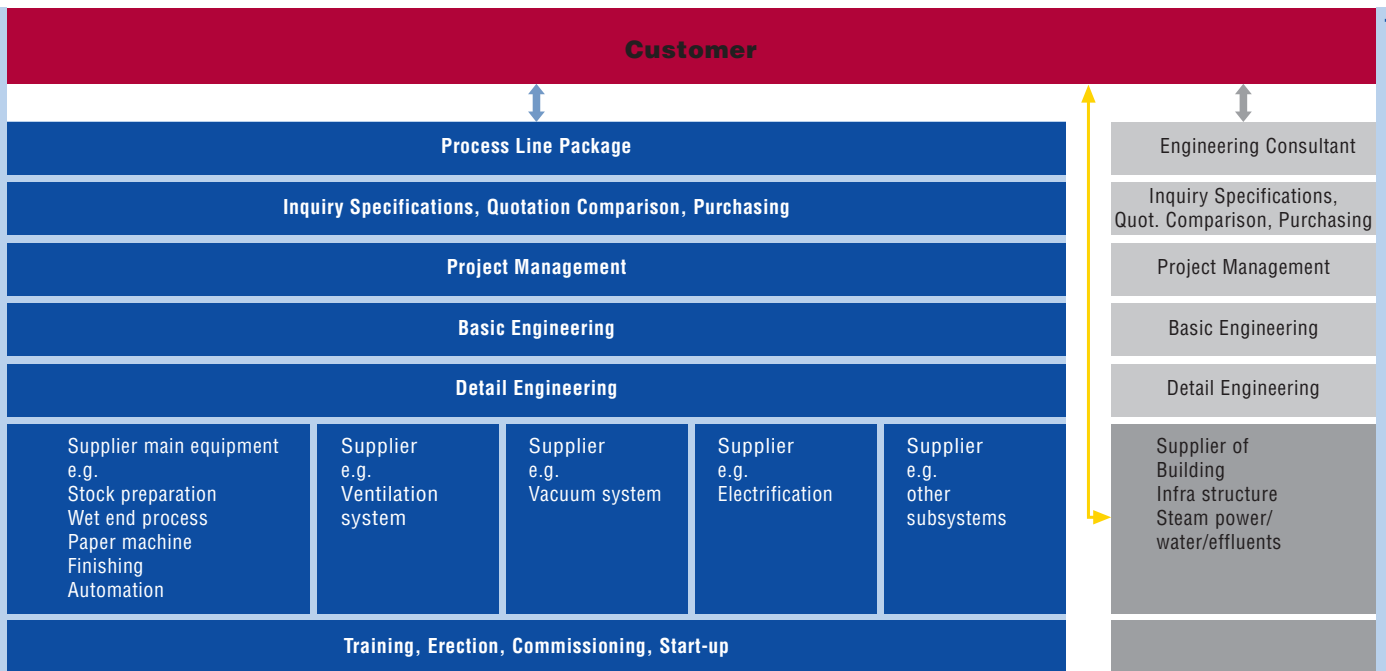 Customer
Process Line Package
Inquiry Specifications, Quotation Comparison, Purchasing
Project Management
Basic Engineering
Detail Engineering
Supplier main equipment
e.g.
Stock preparation
Wet end process
Paper machine
Finishing
Automation
Supplier
e.g.
Ventilation
system
Supplier
e.g.
Vacuum system
Supplier
e.g.
Electrification
Supplier
e.g.
other
subsystems
Training, Erection, Commissioning, Start-up
Engineering Consultant
Inquiry Specifications,
Quot. Comparison, Purchasing
Project Management
Basic Engineering
Detail Engineering
Supplier of
Building
Infra structure
Steam power/
water/effluents